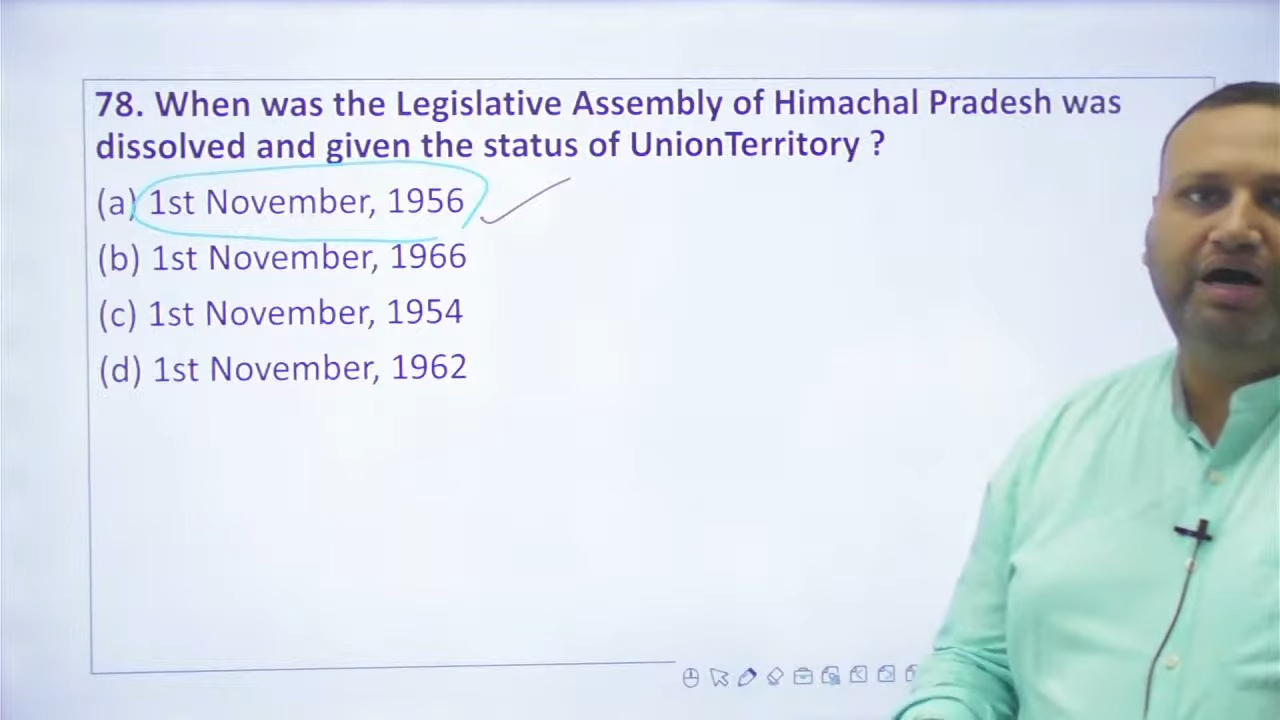 78. When was the Legislative Assembly of Himachal Pradesh was
dissolved and given the status of UnionTerritory ?
(a) 1st November, 1956
(b) 1st November, 1966
(c) 1st November, 1954
(d) 1st November, 1962